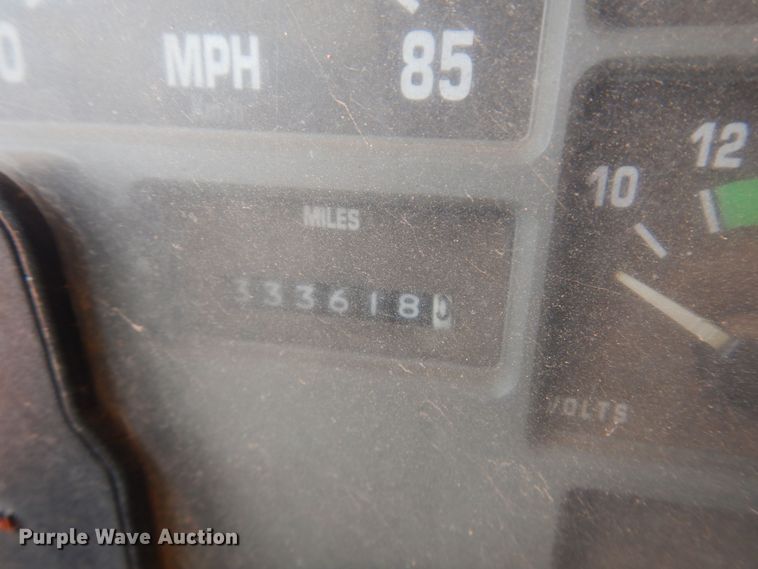 MPH
85
MILES
333618
10
12
VOLTS
Purple Wave Auction